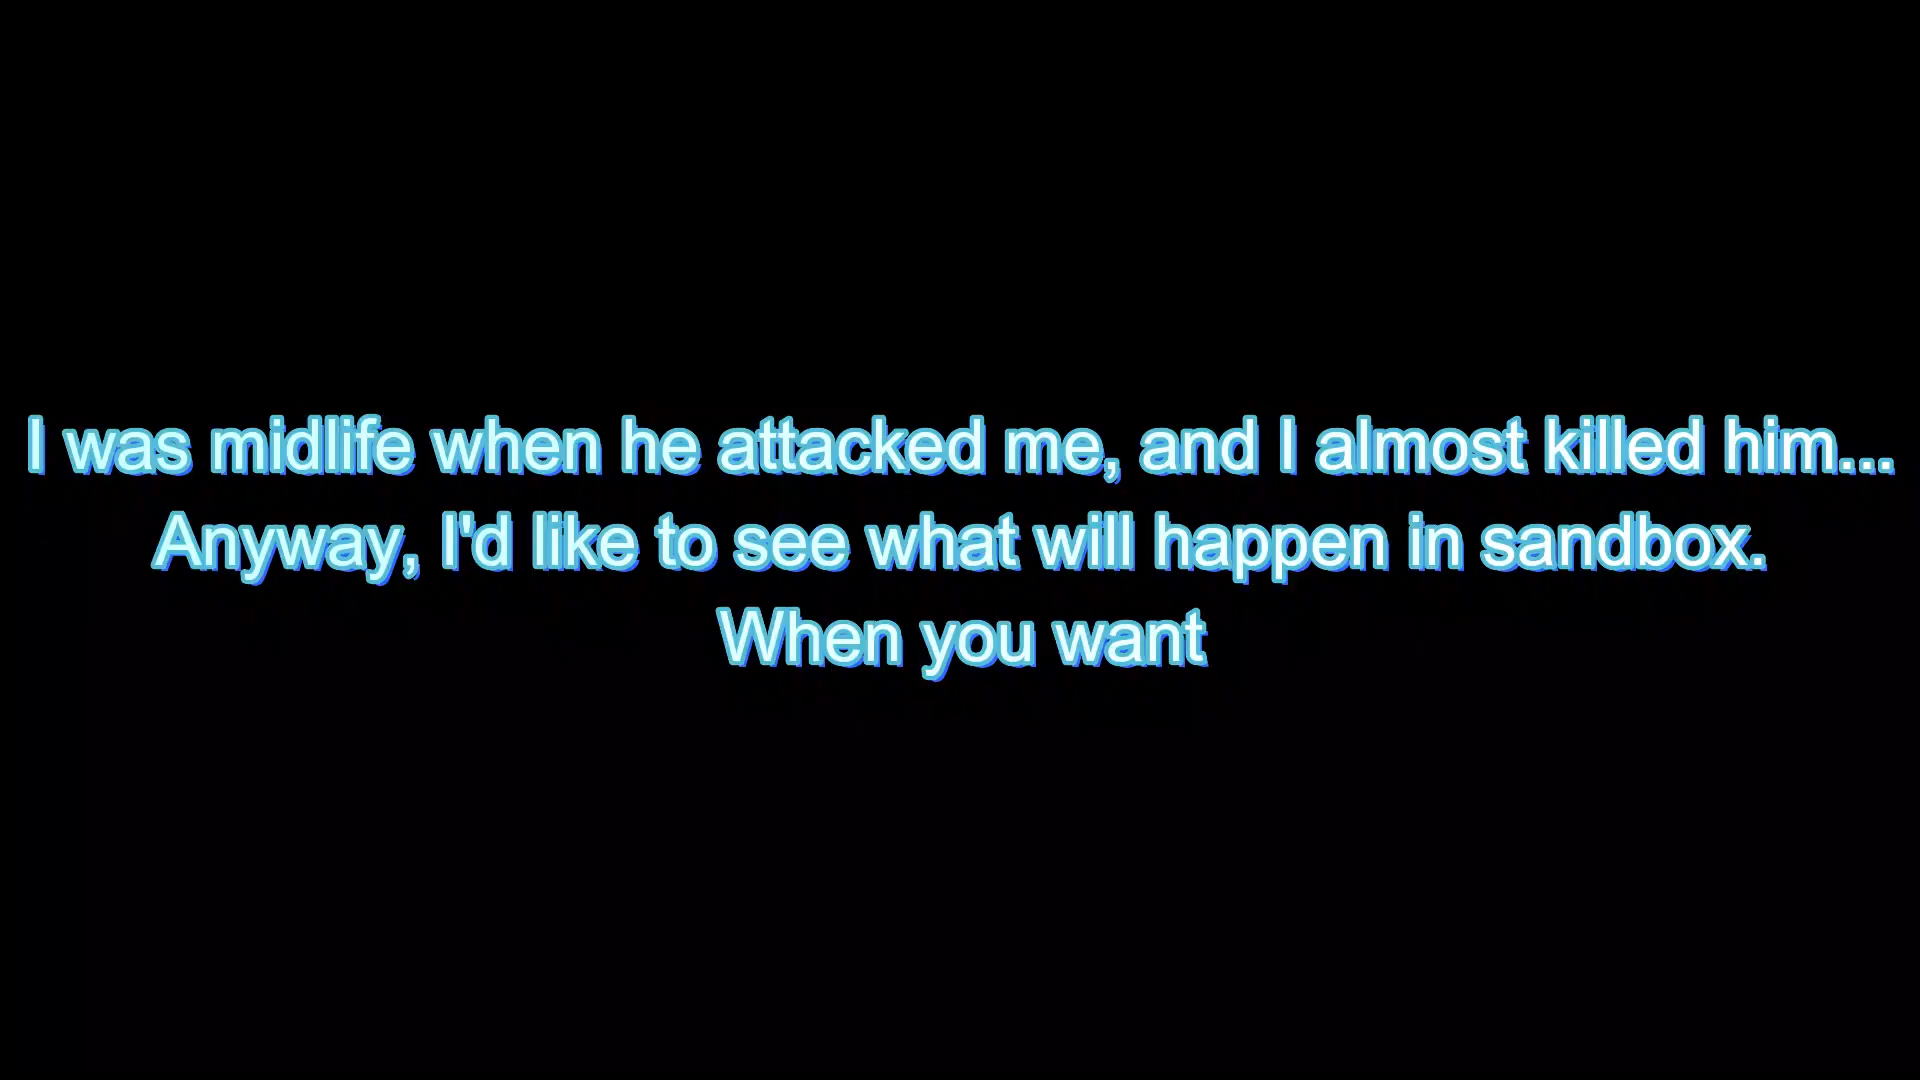 I was midlife when he attacked me, and I almost killed him...
Anyway, I'd like to see what will happen in sandbox.
When you want